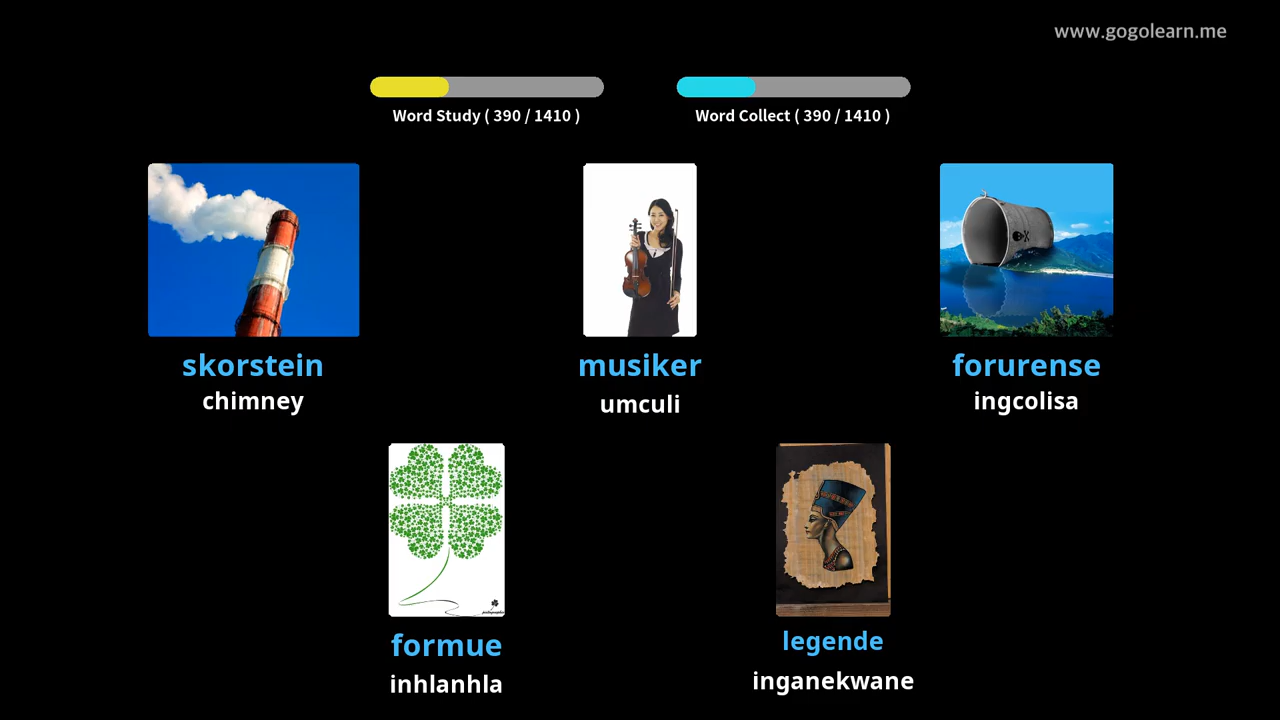 www.gogolearn.me
Word Study ( 390 / 1410 )
Word Collect ( 390 / 1410 )
skorstein
chimney
musiker
umculi
forurense
ingcolisa
formue
inhlanhla
legende
inganekwane